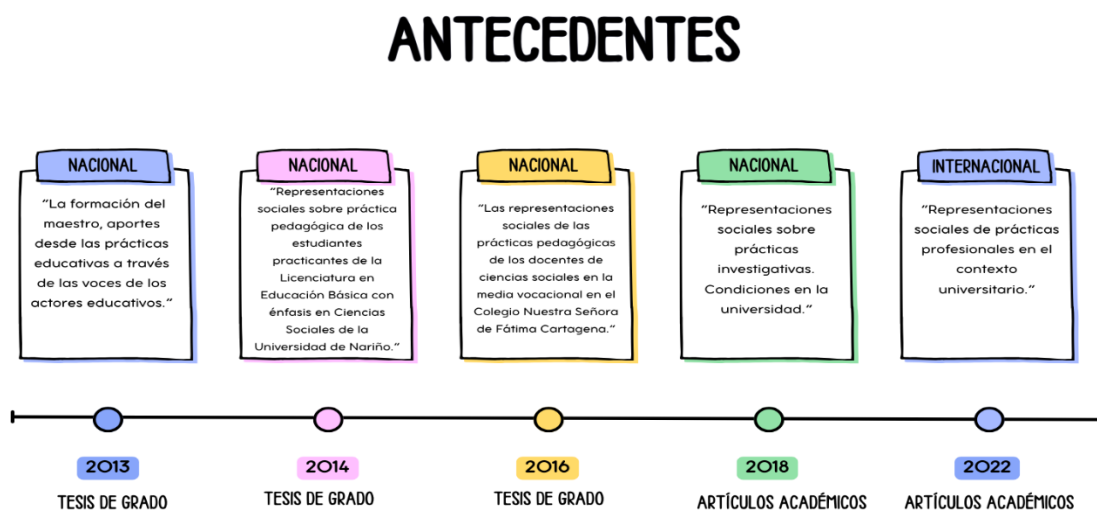 ANTECEDENTES
NACIONAL
“La formación del
maestro, aportes
desde las prácticas
educativas a través
de las voces de los
actores educativos.”
2013
TESIS DE GRADO
NACIONAL
“Representaciones
sociales sobre práctica
pedagógica de los
estudiantes
practicantes de la
Licenciatura en
Educación Básica con
énfasis en Ciencias
Sociales de la
Universidad de Nariño.”
2014
TESIS DE GRADO
NACIONAL
“Las representaciones
sociales de las
prácticas pedagógicas
de los docentes de
ciencias sociales en la
media vocacional en el
Colegio Nuestra Señora
de Fátima Cartagena.”
2016
TESIS DE GRADO
NACIONAL
“Representaciones
sociales sobre
prácticas
investigativas.
Condiciones en la
universidad.”
2018
ARTÍCULOS ACADÉMICOS
INTERNACIONAL
“Representaciones
sociales de prácticas
profesionales en el
contexto
universitario.”
2022
ARTÍCULOS ACADÉMICOS